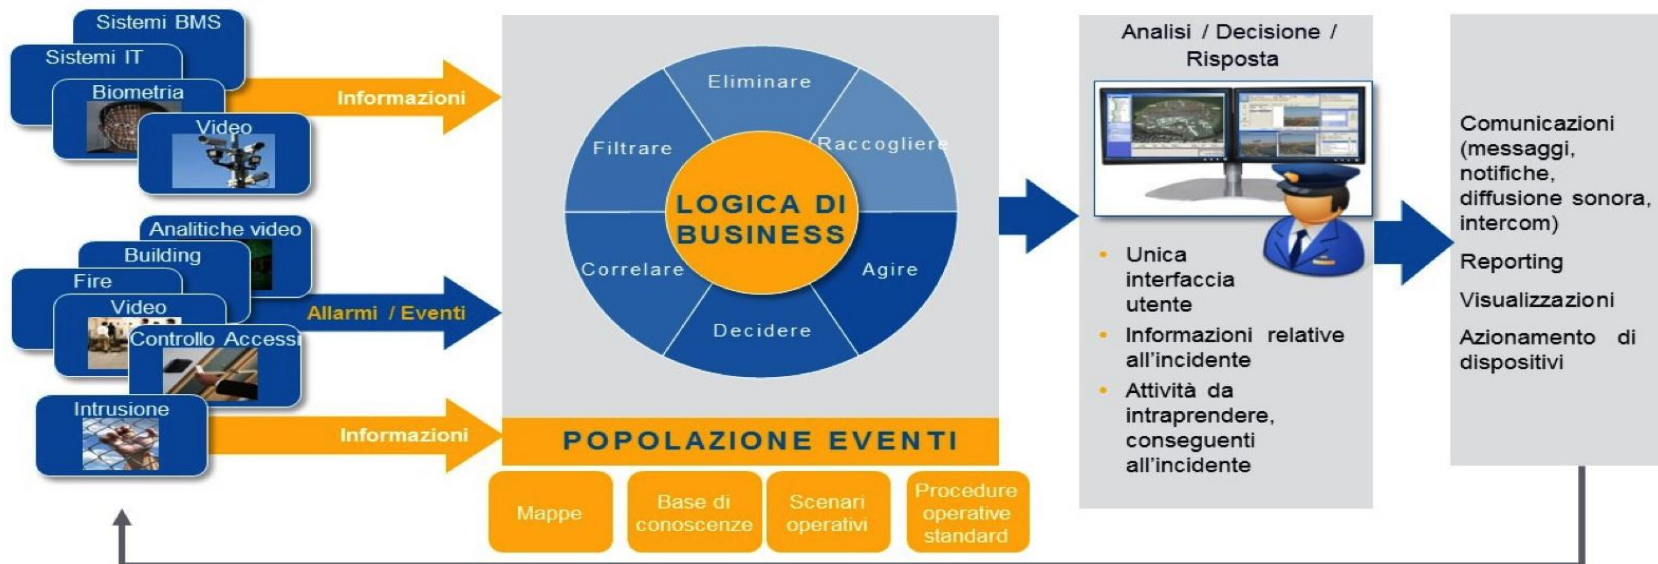 Sistemi BMS
Sistemi IT
Biometria
Video
Informazioni
Analitiche video
Building
Fire
Video
Controllo Accessi
Allarmi / Eventi
Intrusione
Informazioni
Eliminare
Filtrare
Raccogliere
LOGICA DI
BUSINESS
Correlare
Agire
Decidere
POPOLAZIONE EVENTI
Mappe
Base di
conoscenze
Scenari
operativi
Procedure
operative
standard
Analisi / Decisione /
Risposta
• Unica
interfaccia
utente
• Informazioni relative
all'incidente
• Attività da
intraprendere,
conseguenti
all'incidente
Comunicazioni
(messaggi,
notifiche,
diffusione sonora,
intercom)
Reporting
Visualizzazioni
Azionamento di
dispositivi